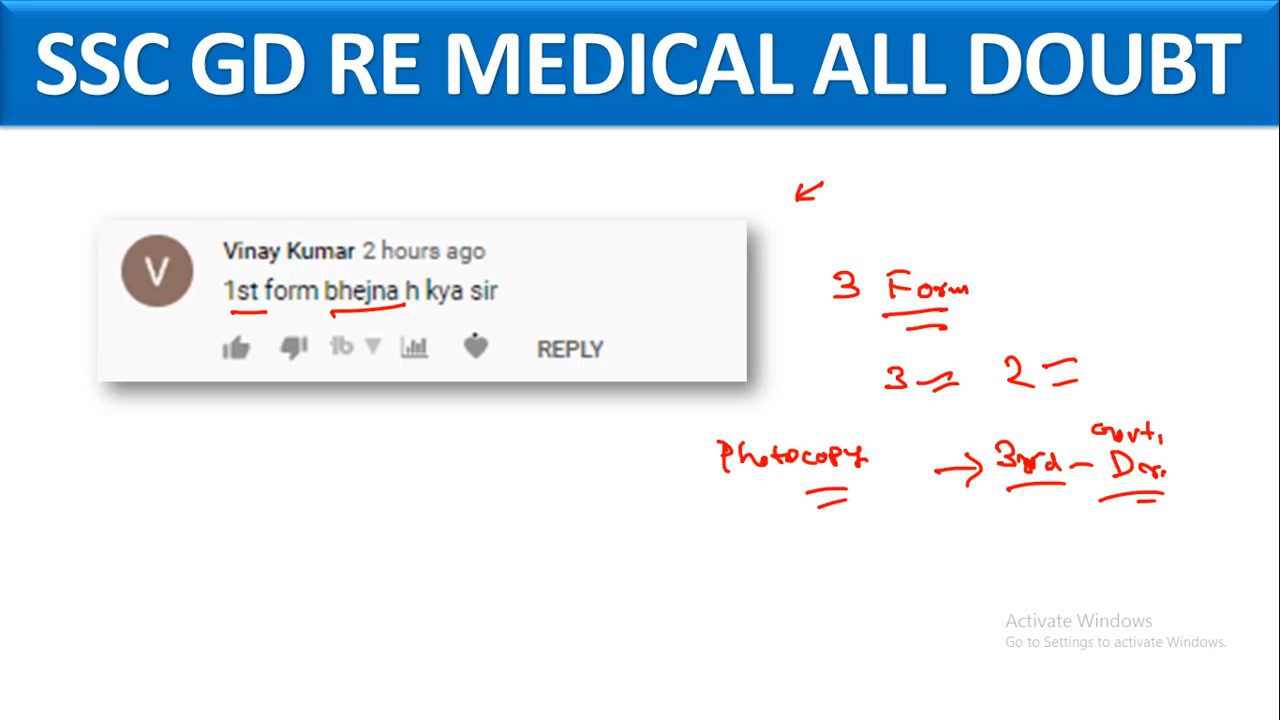 SSC GD RE MEDICAL ALL DOUBT
Vinay Kumar 2 hours ago
1st form bhejna h kya sir
REPLY
3 Form
3 2
Photocopy → 3rd - Govt. Dr.
Activate Windows
Go to Settings to activate Windows.